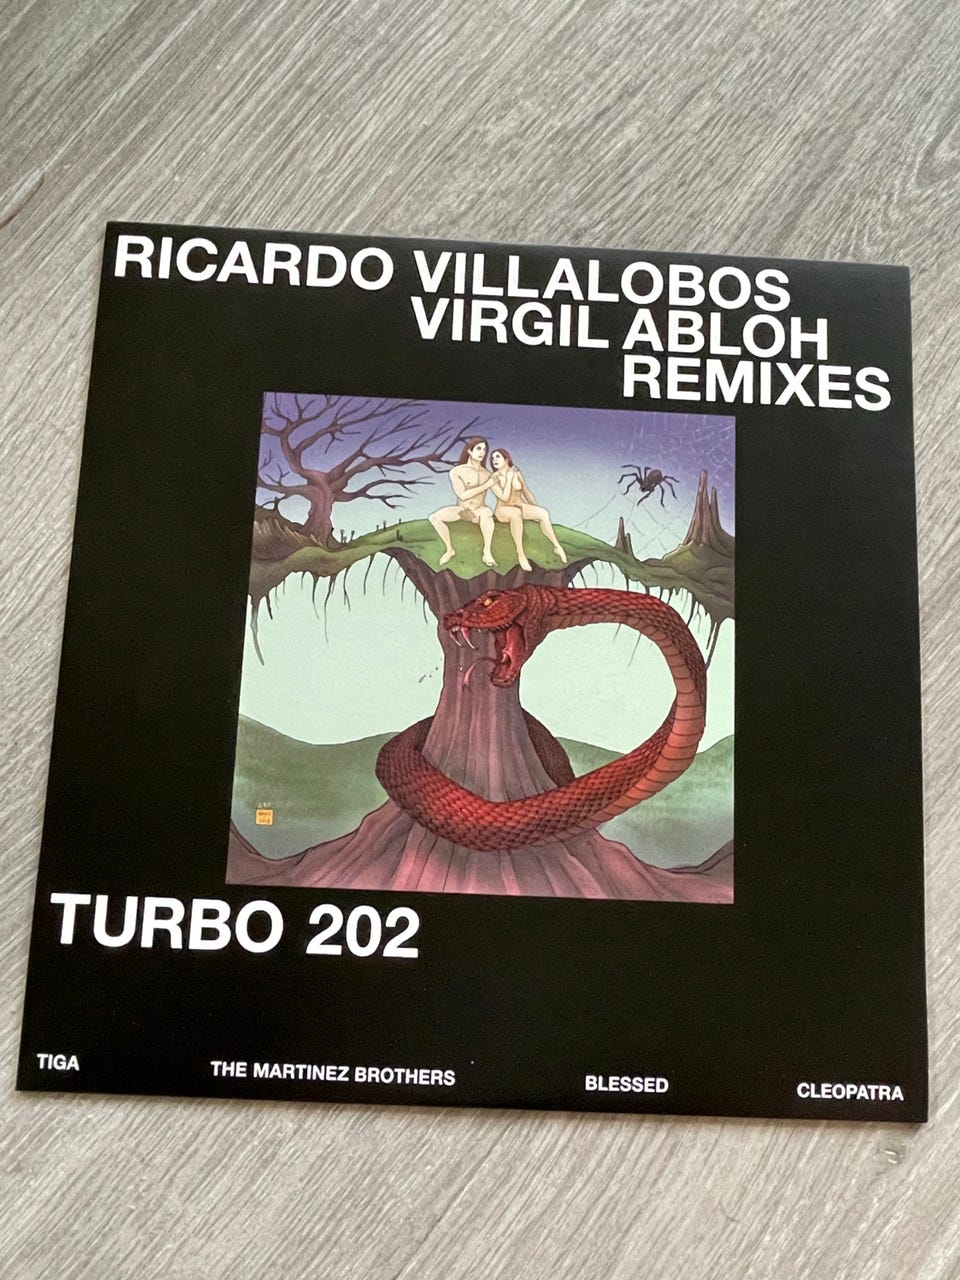 RICARDO VILLALOBOS
VIRGIL ABLOH
REMIXES
TURBO 202
TIGA THE MARTINEZ BROTHERS BLESSED CLEOPATRA